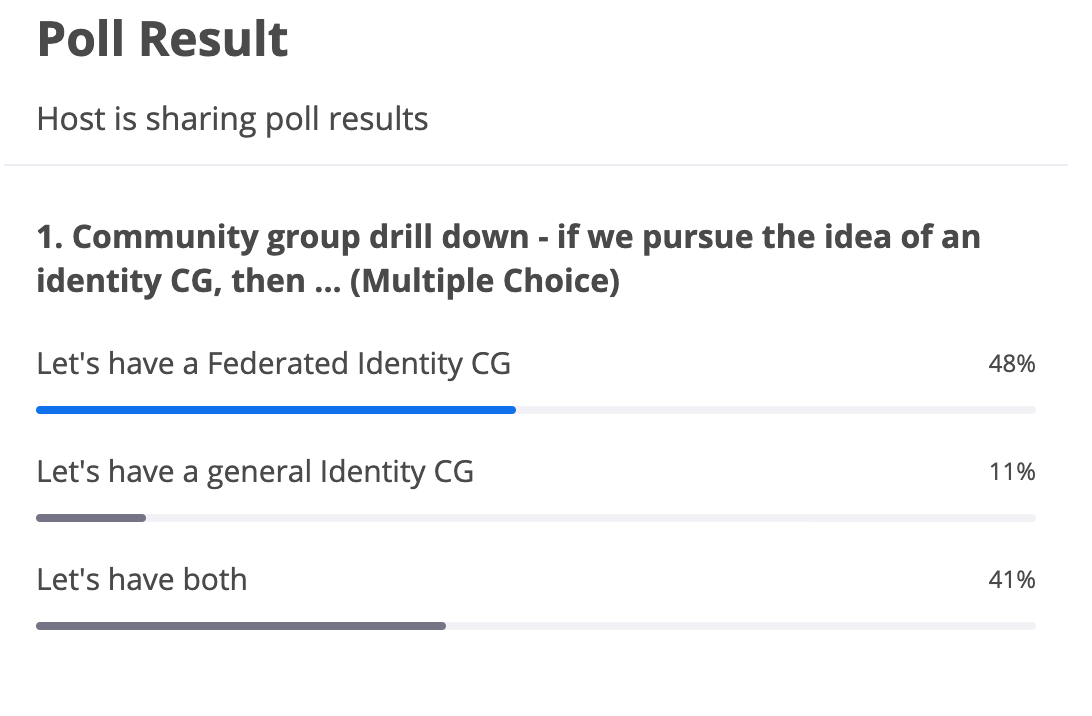 Poll Result
Host is sharing poll results
1. Community group drill down - if we pursue the idea of an
identity CG, then ... (Multiple Choice)
Let's have a Federated Identity CG 48%
Let's have a general Identity CG 11%
Let's have both 41%